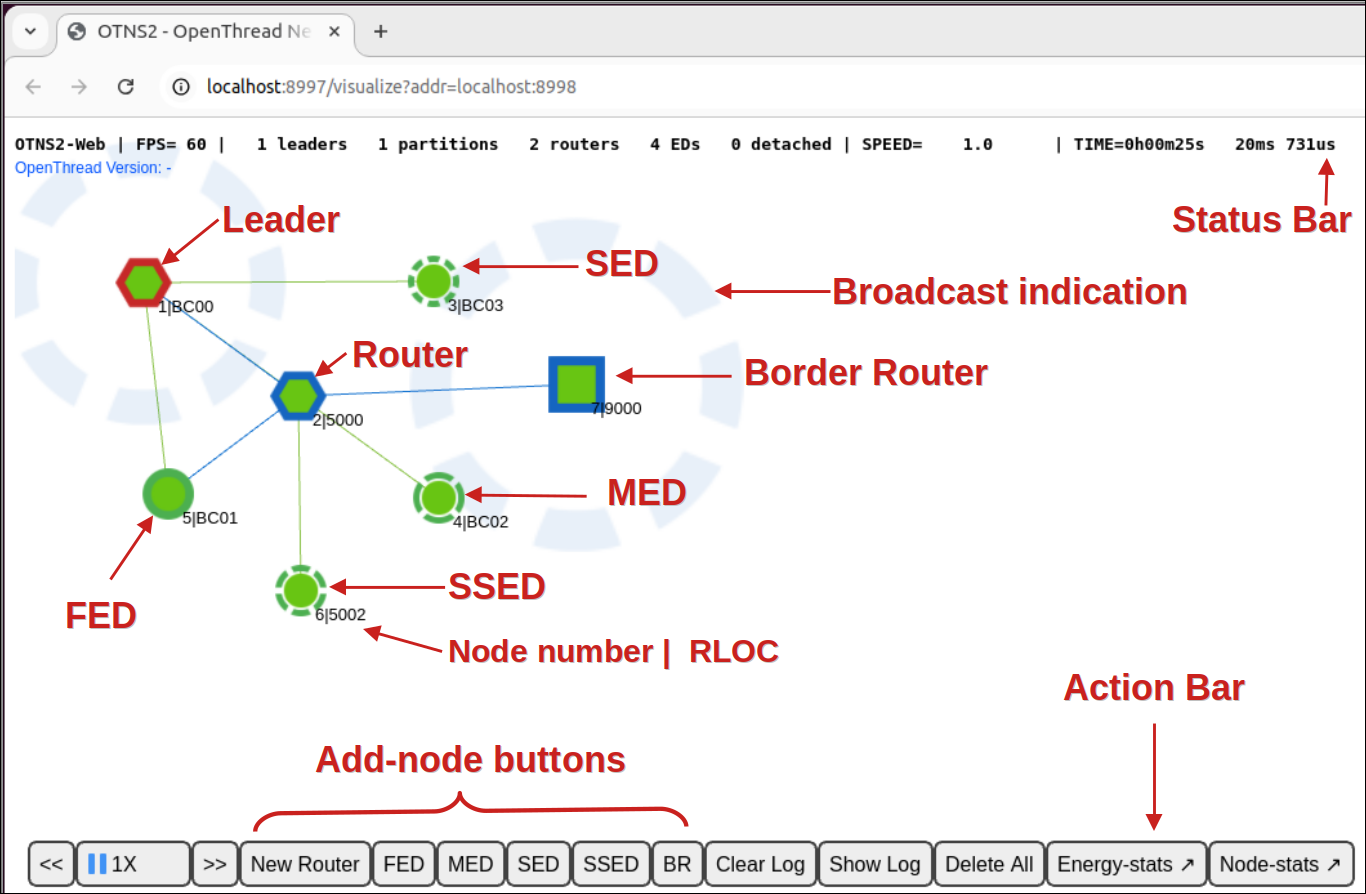 OTNS2 - OpenThread Ne
localhost:8997/visualize?addr=localhost:8998
OTNS2-Web | FPS= 60 | 1 leaders 1 partitions 2 routers 4 EDs 0 detached | SPEED= 1.0 | TIME=0h00m25s 20ms 731us
OpenThread Version: -
Leader
Status Bar
SED
Broadcast indication
1|BC00
3|BC03
Router
Border Router
7|9000
2|5000
MED
5|BC01
4|BC02
SSED
FED
6|5002
Node number | RLOC
Action Bar
Add-node buttons
<< 1X >> New Router FED MED SED SSED BR Clear Log Show Log Delete All Energy-stats ↗ Node-stats ↗